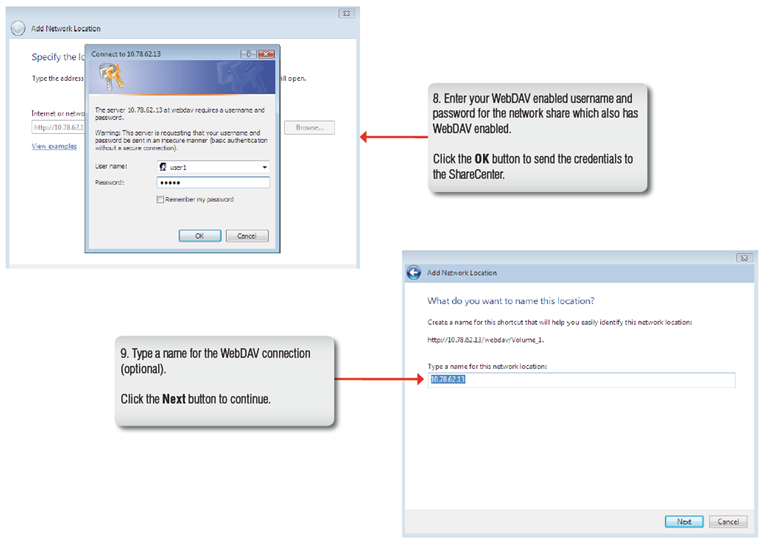 Add Network Location
Specify the lo
Type the address
ill open.
Internet or netwo
http://10.78.62.1
Browse...
View examples
Connect to 10.78.62.13
The server 10.78.62.13 at webdav requires a username and
password.
Warning: This server is requesting that your username and
password be sent in an insecure manner (basic authentication
without a secure connection).
User name:
user1
Password:
•••••
Remember my password
OK
Cancel
8. Enter your WebDAV enabled username and
password for the network share which also has
WebDAV enabled.
Click the OK button to send the credentials to
the ShareCenter.
Add Network Location
What do you want to name this location?
Create a name for this shortcut that will help you easily identify this network location:
http://10.78.62.13/webdav/Volume_1.
Type a name for this network location:
10.78.62.13
Next
Cancel
9. Type a name for the WebDAV connection
(optional).
Click the Next button to continue.